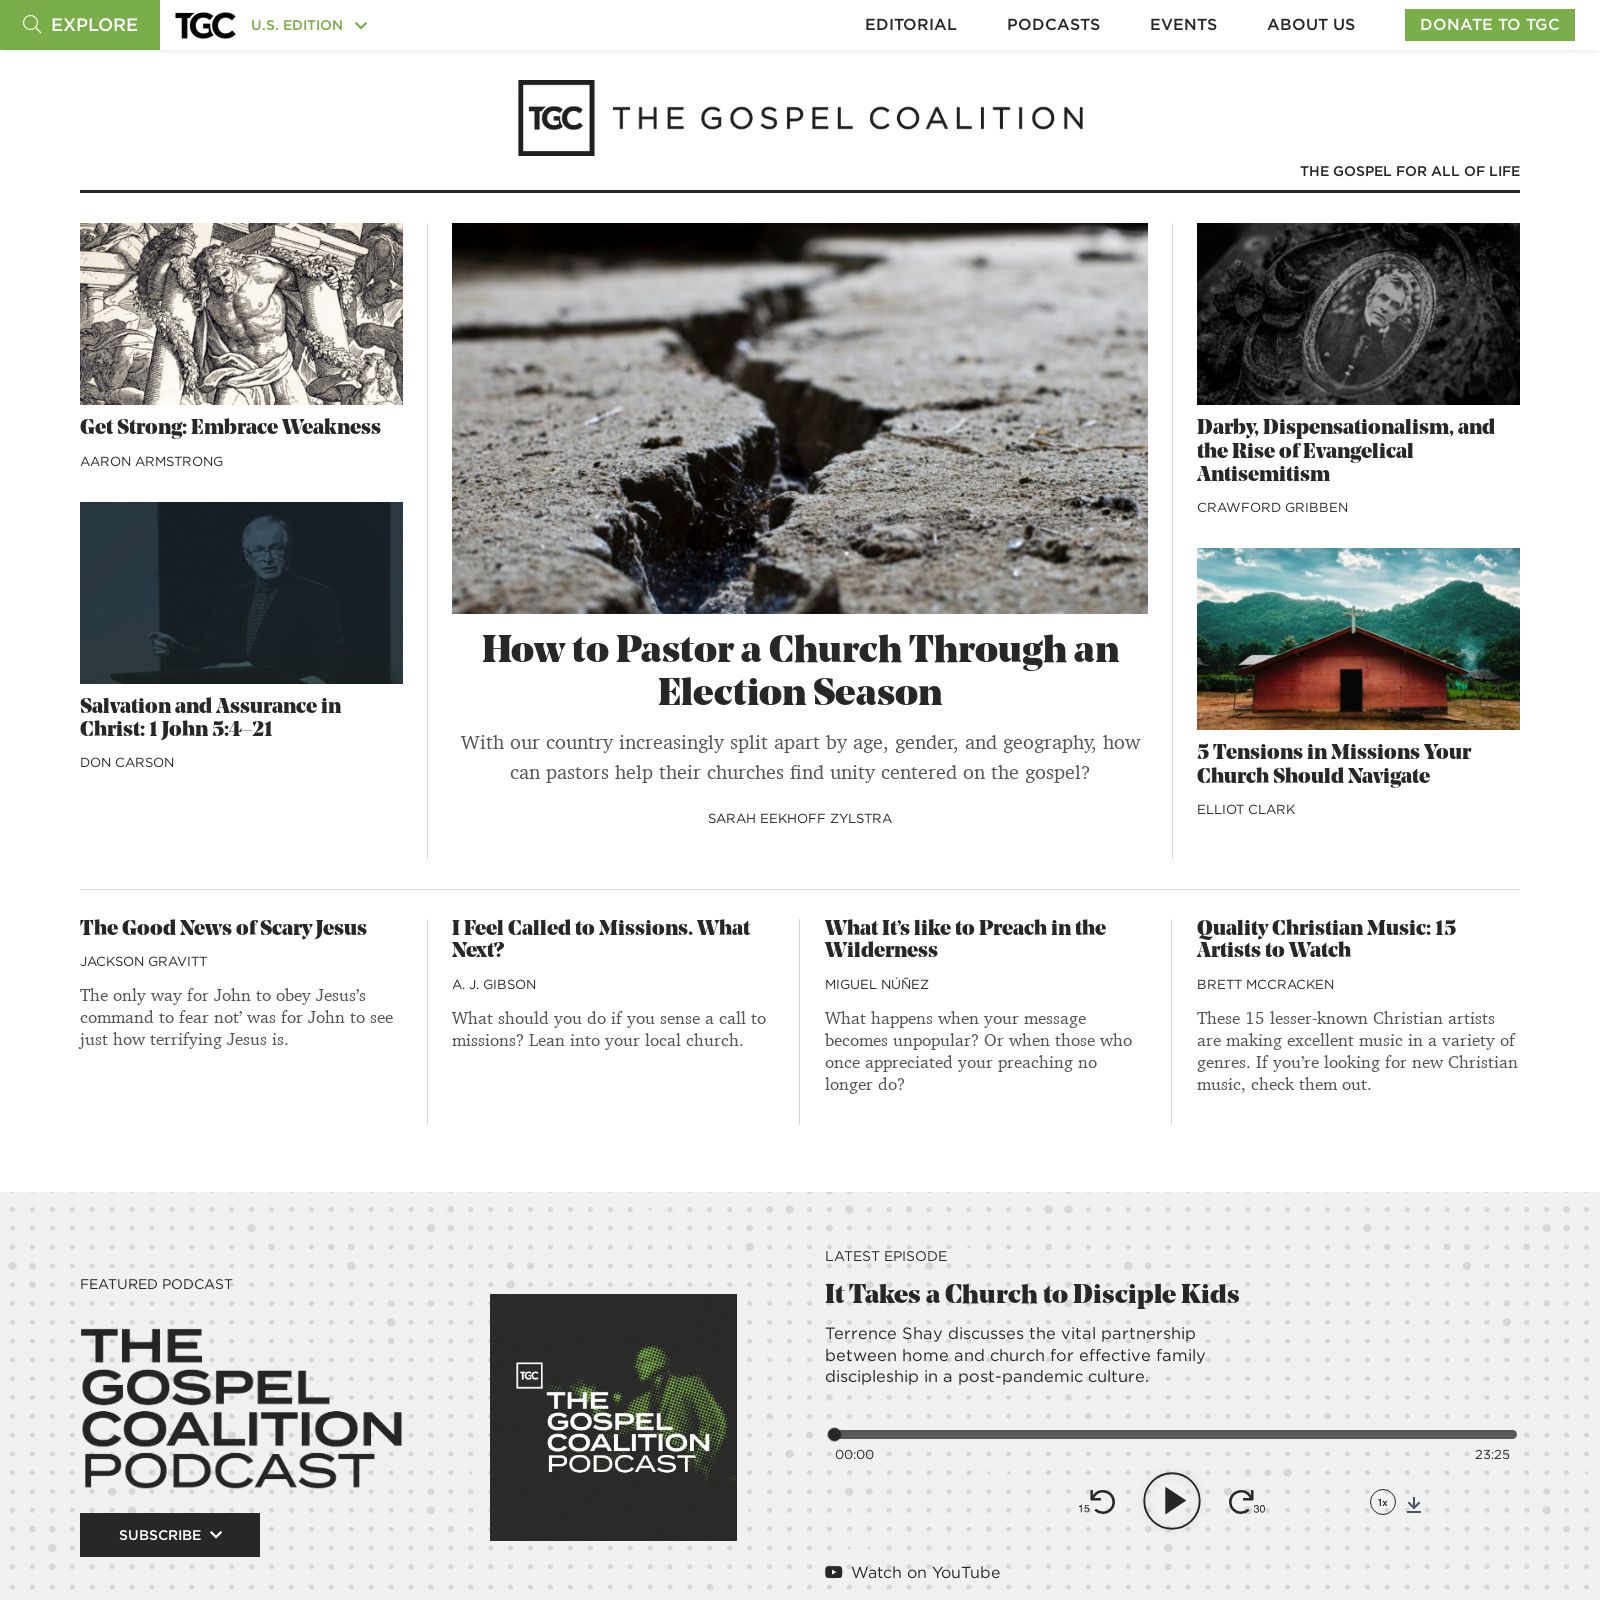 EXPLORE
TGC
U.S. EDITION
EDITORIAL
PODCASTS
EVENTS
ABOUT US
DONATE TO TGC
TGC THE GOSPEL COALITION
THE GOSPEL FOR ALL OF LIFE
Get Strong: Embrace Weakness
AARON ARMSTRONG
Salvation and Assurance in
Christ: 1 John 5:4–21
DON CARSON
How to Pastor a Church Through an
Election Season
With our country increasingly split apart by age, gender, and geography, how
can pastors help their churches find unity centered on the gospel?
SARAH EEKHOFF ZYLSTRA
Darby, Dispensationalism, and
the Rise of Evangelical
Antisemitism
CRAWFORD GRIBBEN
5 Tensions in Missions Your
Church Should Navigate
ELLIOT CLARK
The Good News of Scary Jesus
JACKSON GRAVITT
The only way for John to obey Jesus’s
command to fear not’ was for John to see
just how terrifying Jesus is.
I Feel Called to Missions. What
Next?
A. J. GIBSON
What should you do if you sense a call to
missions? Lean into your local church.
What It’s like to Preach in the
Wilderness
MIGUEL NÚÑEZ
What happens when your message
becomes unpopular? Or when those who
once appreciated your preaching no
longer do?
Quality Christian Music: 15
Artists to Watch
BRETT MCCRACKEN
These 15 lesser-known Christian artists
are making excellent music in a variety of
genres. If you’re looking for new Christian
music, check them out.
FEATURED PODCAST
THE
GOSPEL
COALITION
PODCAST
SUBSCRIBE
TGC
THE
GOSPEL
COALITION
PODCAST
LATEST EPISODE
It Takes a Church to Disciple Kids
Terrence Shay discusses the vital partnership
between home and church for effective family
discipleship in a post-pandemic culture.
00:00
23:25
15
30
1x
Watch on YouTube